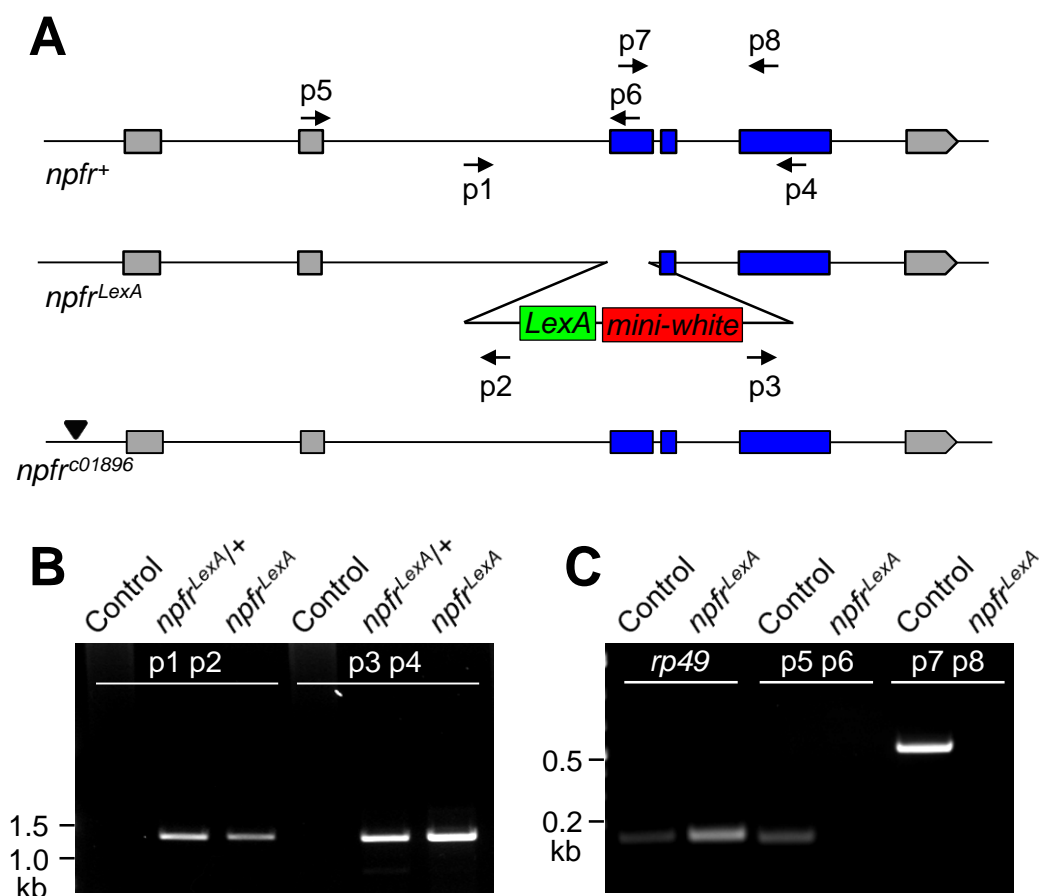 A
p7 p8
p5 p6
npfr+
p1 p4
npfrLexA
LexA mini-white
p2 p3
npfrc01896
B
Control npfrLexA/+ npfrLexA Control npfrLexA/+ npfrLexA
p1 p2 p3 p4
1.5
1.0
kb
C
Control npfrLexA Control npfrLexA Control npfrLexA
rp49 p5 p6 p7 p8
0.5
0.2
kb